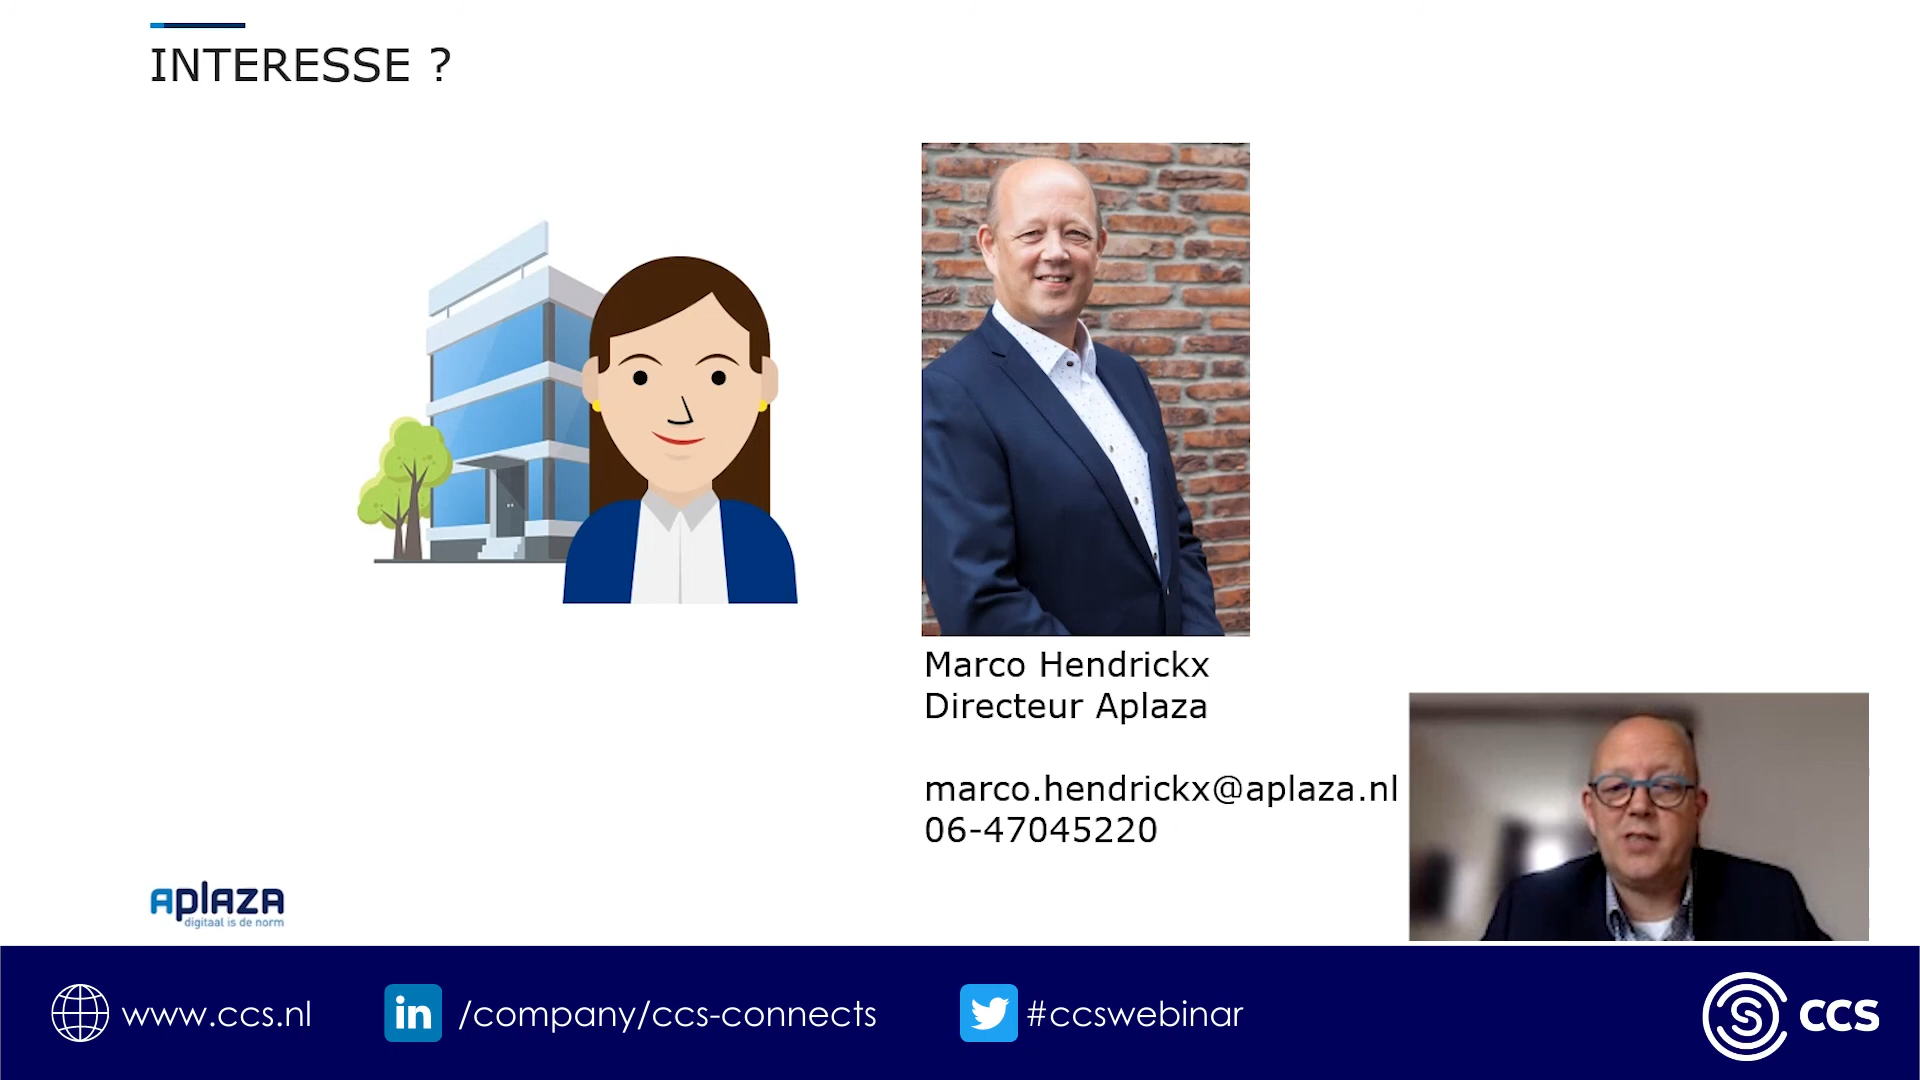 INTERESSE ?
Marco Hendrickx
Directeur Aplaza
marco.hendrickx@aplaza.nl
06-47045220
aplaza
digitaal is de norm
www.ccs.nl
in
/company/ccs-connects
#ccswebinar
CCS